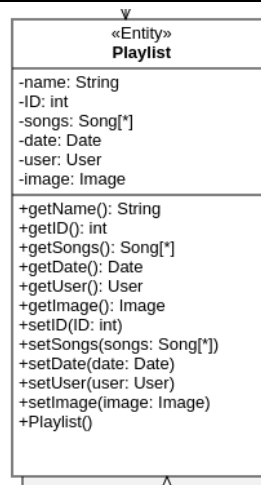 «Entity»
Playlist
-name: String
-ID: int
-songs: Song[*]
-date: Date
-user: User
-image: Image
+getName(): String
+getID(): int
+getSongs(): Song[*]
+getDate(): Date
+getUser(): User
+getImage(): Image
+setID(ID: int)
+setSongs(songs: Song[*])
+setDate(date: Date)
+setUser(user: User)
+setImage(image: Image)
+Playlist()